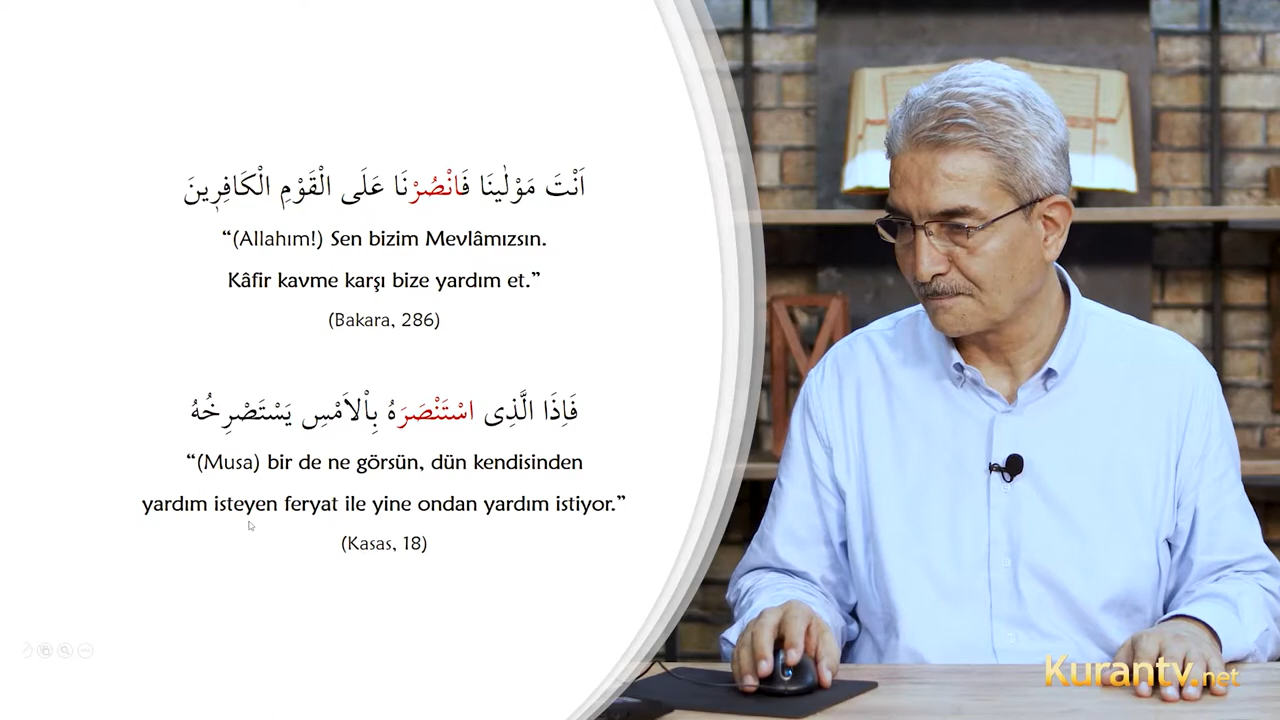 اَنْتَ مَوْلٰينَا فَانْصُرْنَا عَلَى الْقَوْمِ الْكَافِرٖينَ
“(Allahım!) Sen bizim Mevlâmızsın.
Kâfir kavme karşı bize yardım et.”
(Bakara, 286)
فَاِذَا الَّذِى اسْتَنْصَرَهُ بِاْلاَمْسِ يَسْتَصْرِخُهُ
“(Musa) bir de ne görsün, dün kendisinden
yardım isteyen feryat ile yine ondan yardım istiyor.”
(Kasas, 18)
Kurantv.net